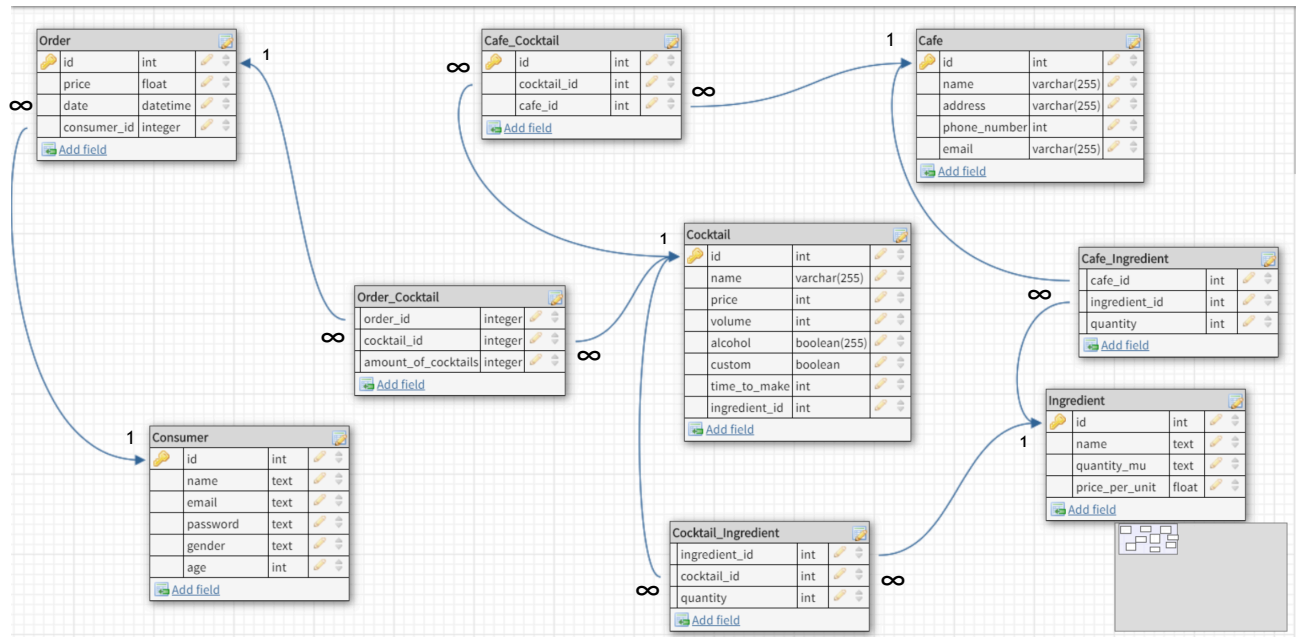 Order
id int
price float
date datetime
consumer_id integer
Add field
1
∞
Cafe_Cocktail
id int
cocktail_id int
cafe_id int
Add field
∞
∞
Cafe
id int
name varchar(255)
address varchar(255)
phone_number int
email varchar(255)
Add field
1
Cocktail
id int
name varchar(255)
price int
volume int
alcohol boolean(255)
custom boolean
time_to_make int
ingredient_id int
Add field
1
Cafe_Ingredient
cafe_id int
ingredient_id int
quantity int
Add field
∞
Order_Cocktail
order_id integer
cocktail_id integer
amount_of_cocktails integer
Add field
∞
∞
Ingredient
id int
name text
quantity_mu text
price_per_unit float
Add field
1
Consumer
id int
name text
email text
password text
gender text
age int
Add field
1
Cocktail_Ingredient
ingredient_id int
cocktail_id int
quantity int
Add field
∞
∞